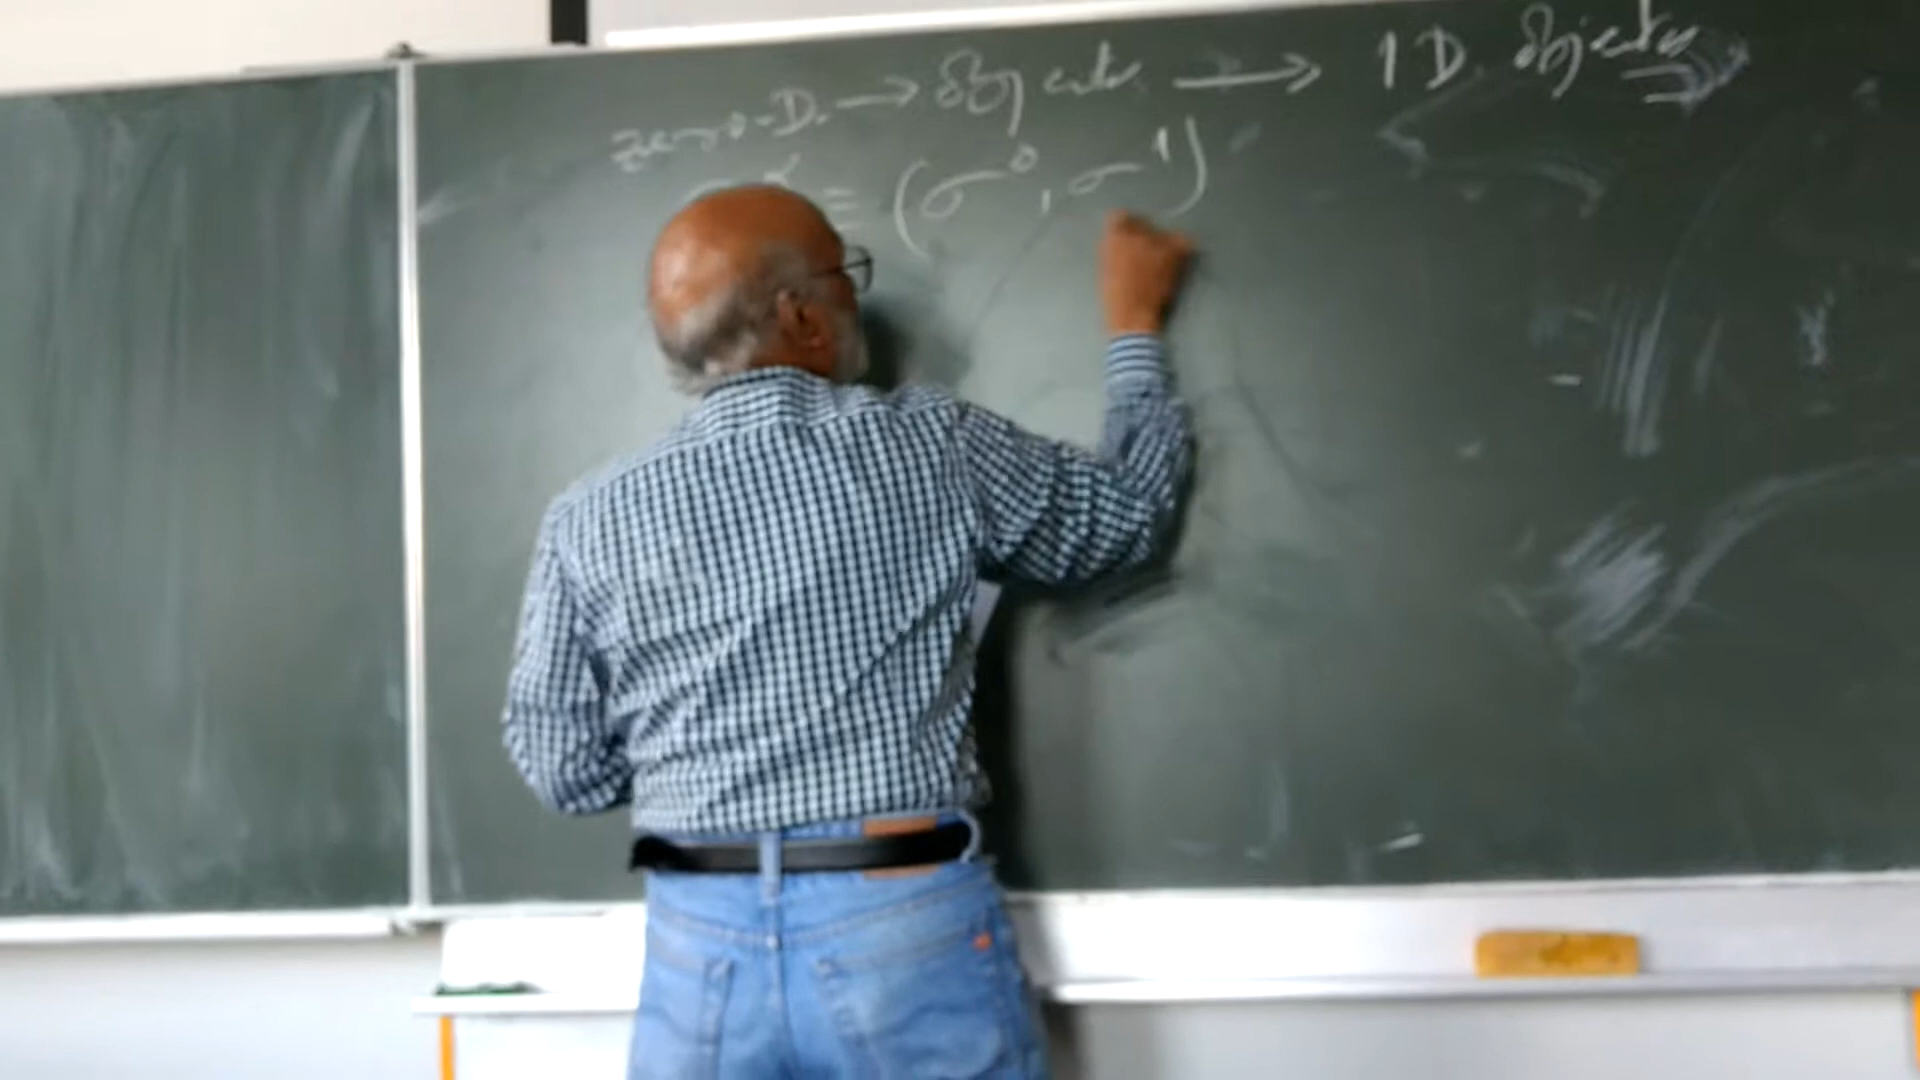 zero-D. → Objects → 1D Objects
≡ (σ⁰, σ¹)